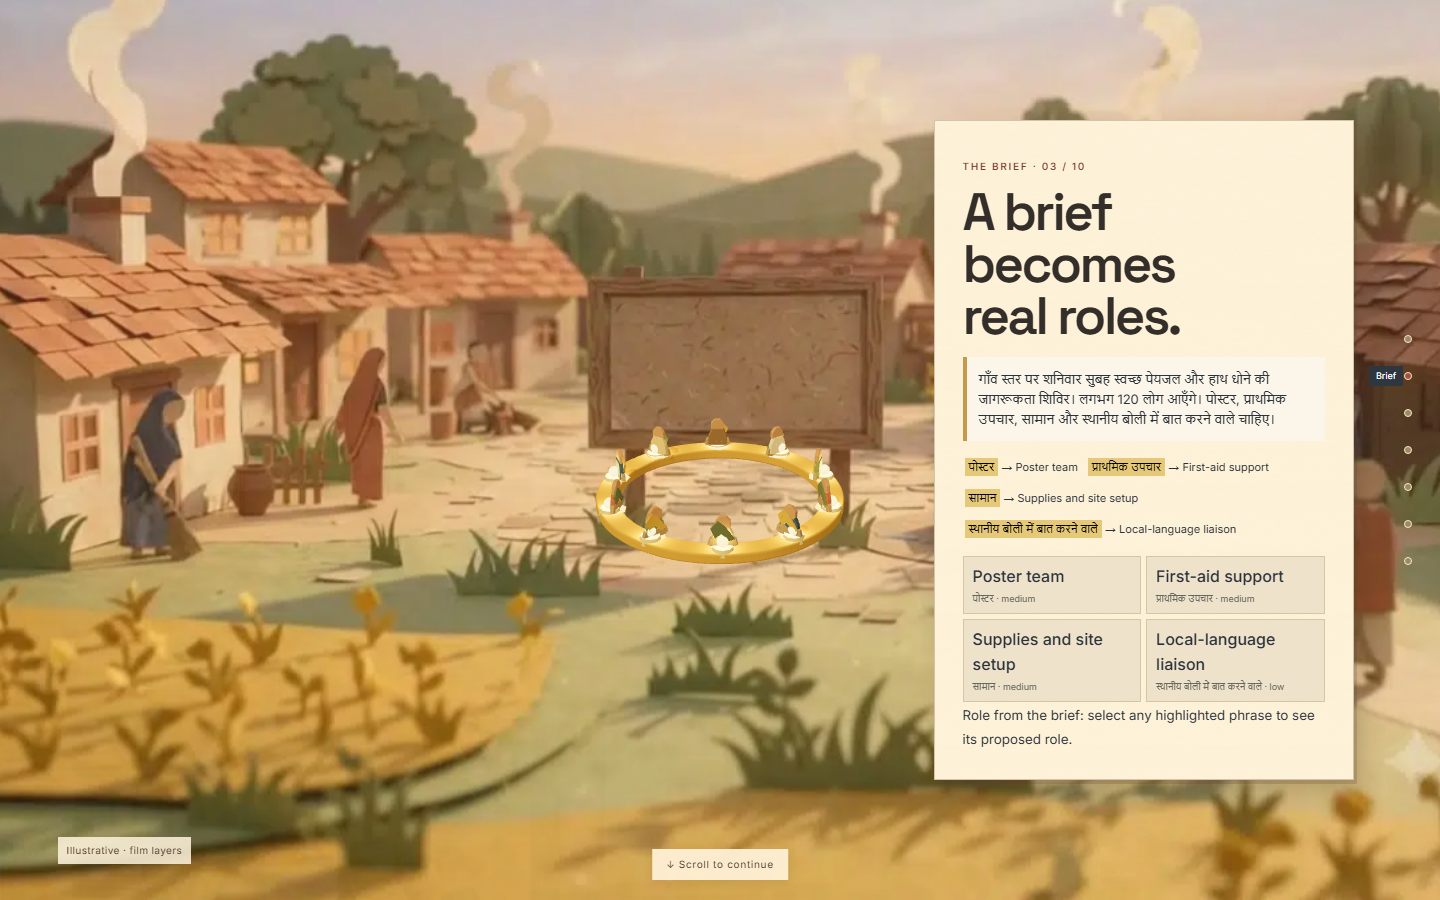 THE BRIEF · 03 / 10
A brief
becomes
real roles.
गाँव स्तर पर शनिवार सुबह स्वच्छ पेयजल और हाथ धोने की
जागरूकता शिविर। लगभग 120 लोग आएँगे। पोस्टर, प्राथमिक
उपचार, सामान और स्थानीय बोली में बात करने वाले चाहिए।
Brief
पोस्टर → Poster team प्राथमिक उपचार → First-aid support
सामान → Supplies and site setup
स्थानीय बोली में बात करने वाले → Local-language liaison
Poster team
पोस्टर · medium
First-aid support
प्राथमिक उपचार · medium
Supplies and site
setup
सामान · medium
Local-language
liaison
स्थानीय बोली में बात करने वाले · low
Role from the brief: select any highlighted phrase to see
its proposed role.
Illustrative · film layers
↓ Scroll to continue